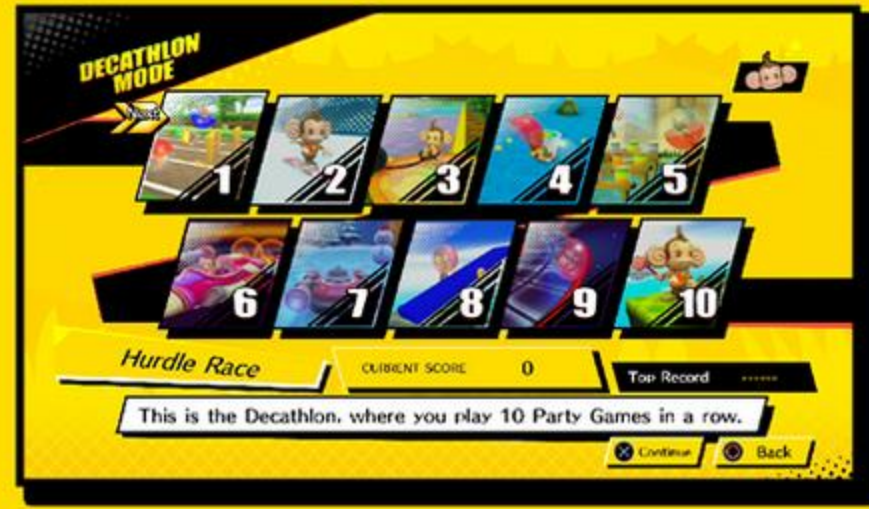 DECATHLON
MODE
Next
1
2
3
4
5
6
7
8
9
10
Hurdle Race
CURRENT SCORE 0
Top Record ------
This is the Decathlon, where you play 10 Party Games in a row.
Continue
Back